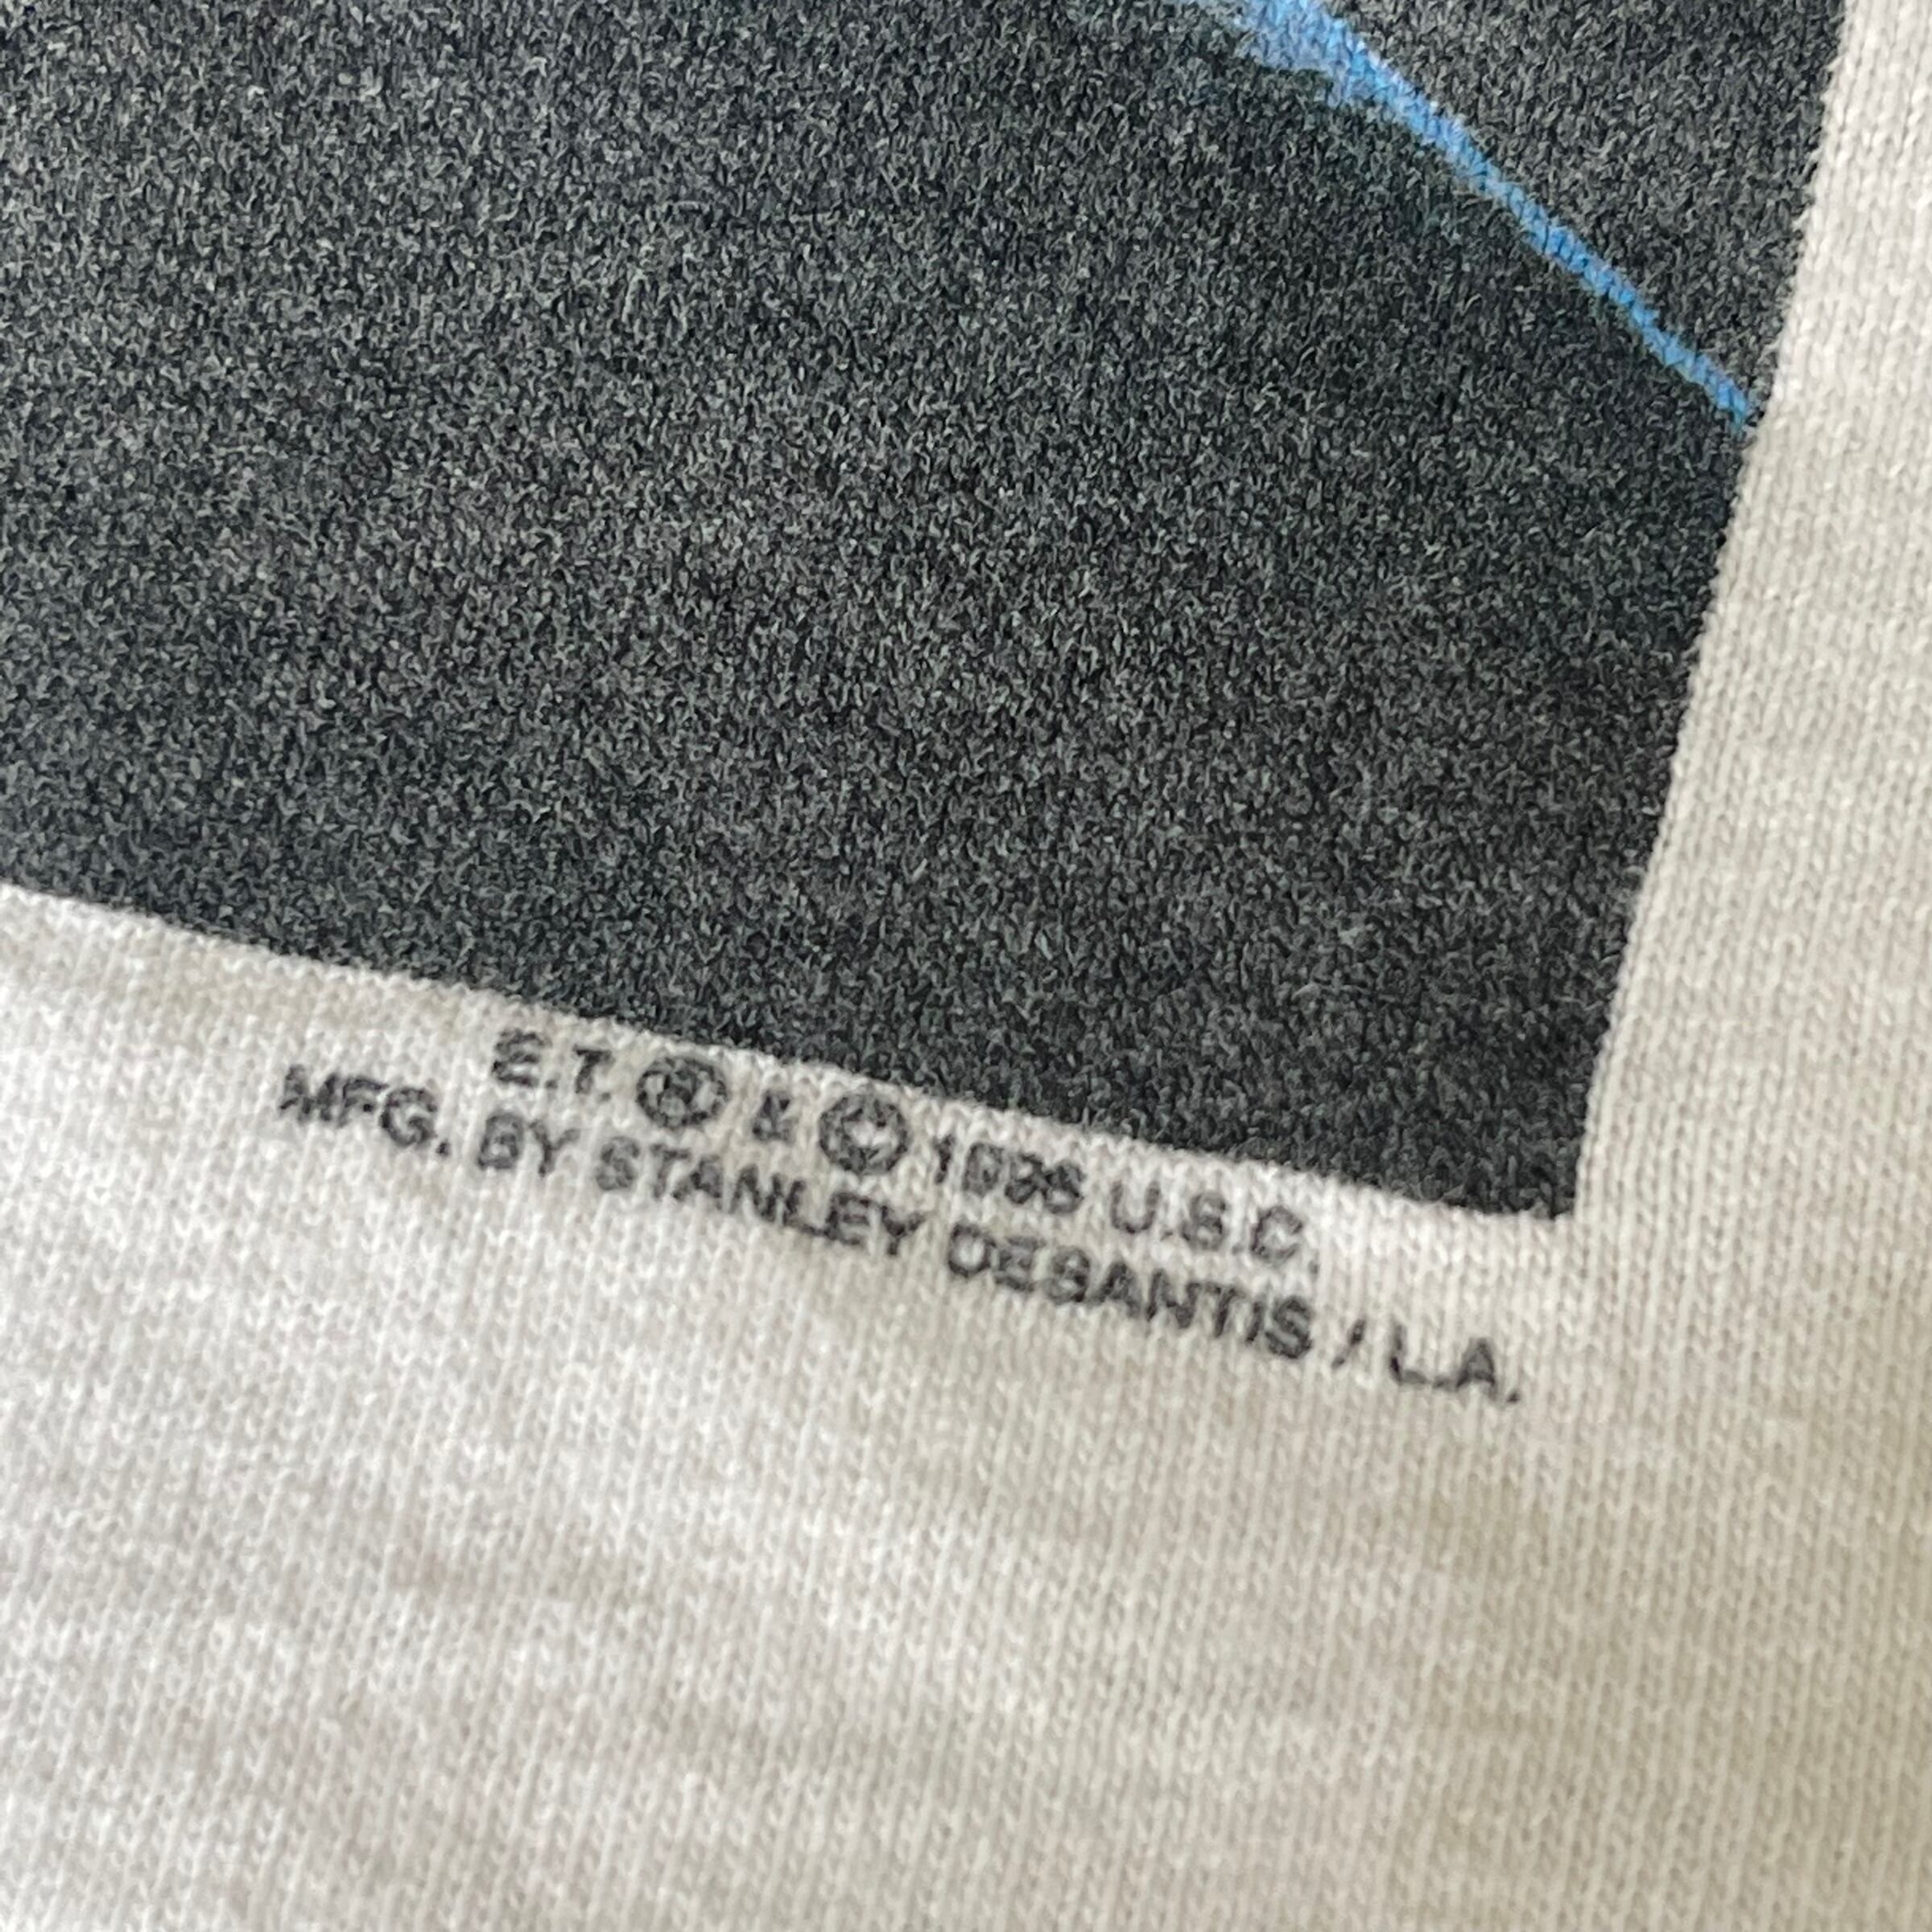 E.T. ® & © 1996 U.S.C.
MFG. BY STANLEY DESANTIS / L.A.